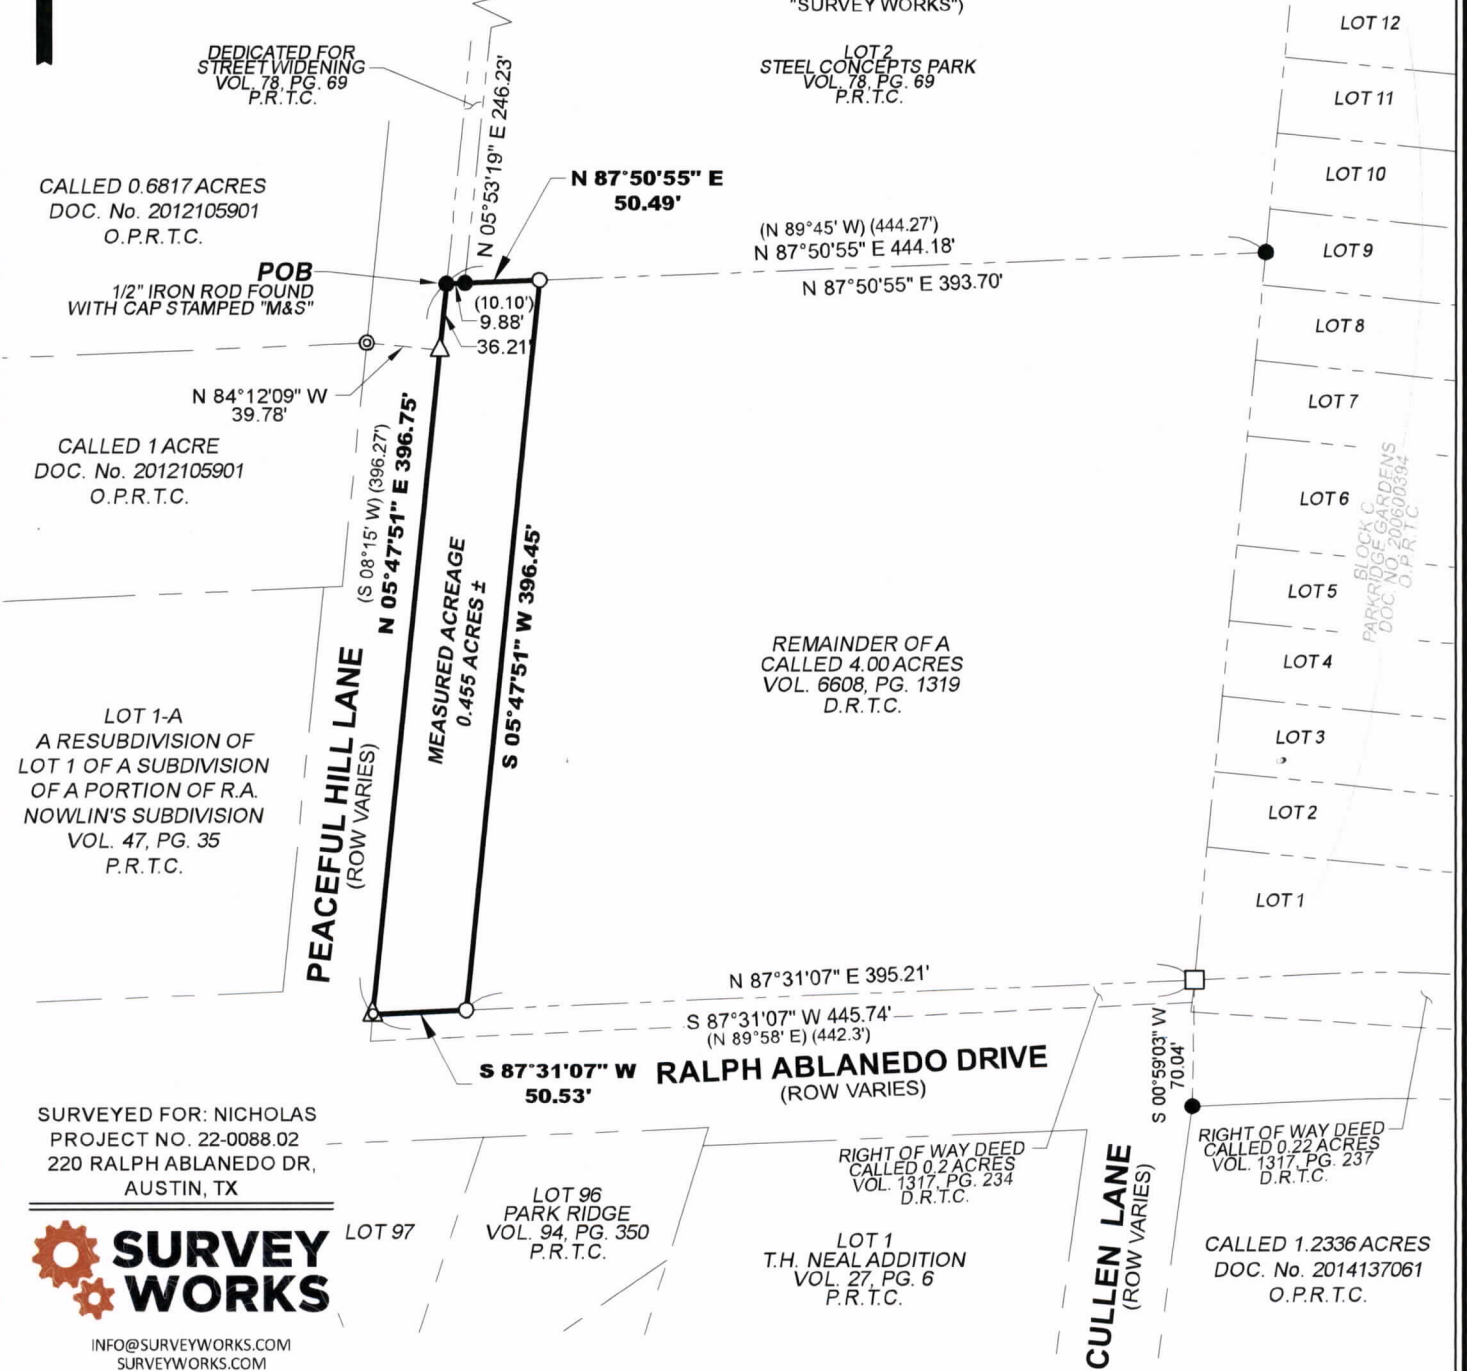 "SURVEY WORKS")
DEDICATED FOR
STREET WIDENING
VOL. 78, PG. 69
P.R.T.C.
N 05°53'19" E 246.23'
LOT 2
STEEL CONCEPTS PARK
VOL. 78, PG. 69
P.R.T.C.
LOT 12
LOT 11
LOT 10
LOT 9
LOT 8
LOT 7
LOT 6
LOT 5
LOT 4
LOT 3
LOT 2
LOT 1
BLOCK C
PARKRIDGE GARDENS
DOC. NO. 200600394
O.P.R.T.C.
CALLED 0.6817 ACRES
DOC. No. 2012105901
O.P.R.T.C.
N 87°50'55" E
50.49'
(N 89°45' W) (444.27')
N 87°50'55" E 444.18'
N 87°50'55" E 393.70'
POB
1/2" IRON ROD FOUND
WITH CAP STAMPED "M&S"
(10.10')
9.88'
36.21'
N 84°12'09" W
39.78'
CALLED 1 ACRE
DOC. No. 2012105901
O.P.R.T.C.
(S 08°15' W) (396.27')
N 05°47'51" E 396.75'
MEASURED ACREAGE
0.455 ACRES ±
S 05°47'51" W 396.45'
REMAINDER OF A
CALLED 4.00 ACRES
VOL. 6608, PG. 1319
D.R.T.C.
LOT 1-A
A RESUBDIVISION OF
LOT 1 OF A SUBDIVISION
OF A PORTION OF R.A.
NOWLIN'S SUBDIVISION
VOL. 47, PG. 35
P.R.T.C.
PEACEFUL HILL LANE
(ROW VARIES)
N 87°31'07" E 395.21'
S 87°31'07" W 445.74'
(N 89°58' E) (442.3')
S 87°31'07" W
50.53'
RALPH ABLANEDO DRIVE
(ROW VARIES)
S 00°59'03" W
70.04'
RIGHT OF WAY DEED
CALLED 0.2 ACRES
VOL. 1317, PG. 234
D.R.T.C.
RIGHT OF WAY DEED
CALLED 0.22 ACRES
VOL. 1317, PG. 237
D.R.T.C.
CULLEN LANE
(ROW VARIES)
SURVEYED FOR: NICHOLAS
PROJECT NO. 22-0088.02
220 RALPH ABLANEDO DR,
AUSTIN, TX
SURVEY
WORKS
INFO@SURVEYWORKS.COM
SURVEYWORKS.COM
LOT 97
LOT 96
PARK RIDGE
VOL. 94, PG. 350
P.R.T.C.
LOT 1
T.H. NEAL ADDITION
VOL. 27, PG. 6
P.R.T.C.
CALLED 1.2336 ACRES
DOC. No. 2014137061
O.P.R.T.C.